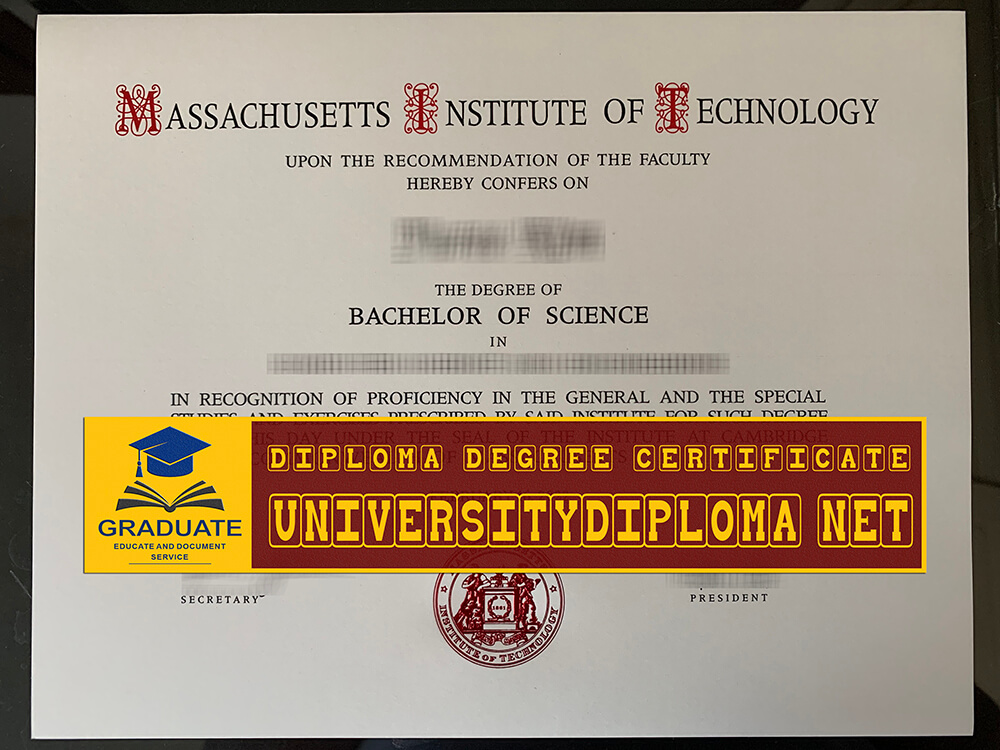 MASSACHUSETTS INSTITUTE OF TECHNOLOGY
UPON THE RECOMMENDATION OF THE FACULTY
HEREBY CONFERS ON
THE DEGREE OF
BACHELOR OF SCIENCE
IN
IN RECOGNITION OF PROFICIENCY IN THE GENERAL AND THE SPECIAL
STUDIES AND EXERCISES PRESCRIBED BY SAID INSTITUTE FOR SUCH DEGREE
THIS DAY UNDER THE SEAL OF THE INSTITUTE AT CAMBRIDGE
DIPLOMA DEGREE CERTIFICATE
UNIVERSITYDIPLOMA NET
GRADUATE
EDUCATE AND DOCUMENT
SERVICE
SECRETARY
PRESIDENT
1861
INSTITUTE OF TECHNOLOGY